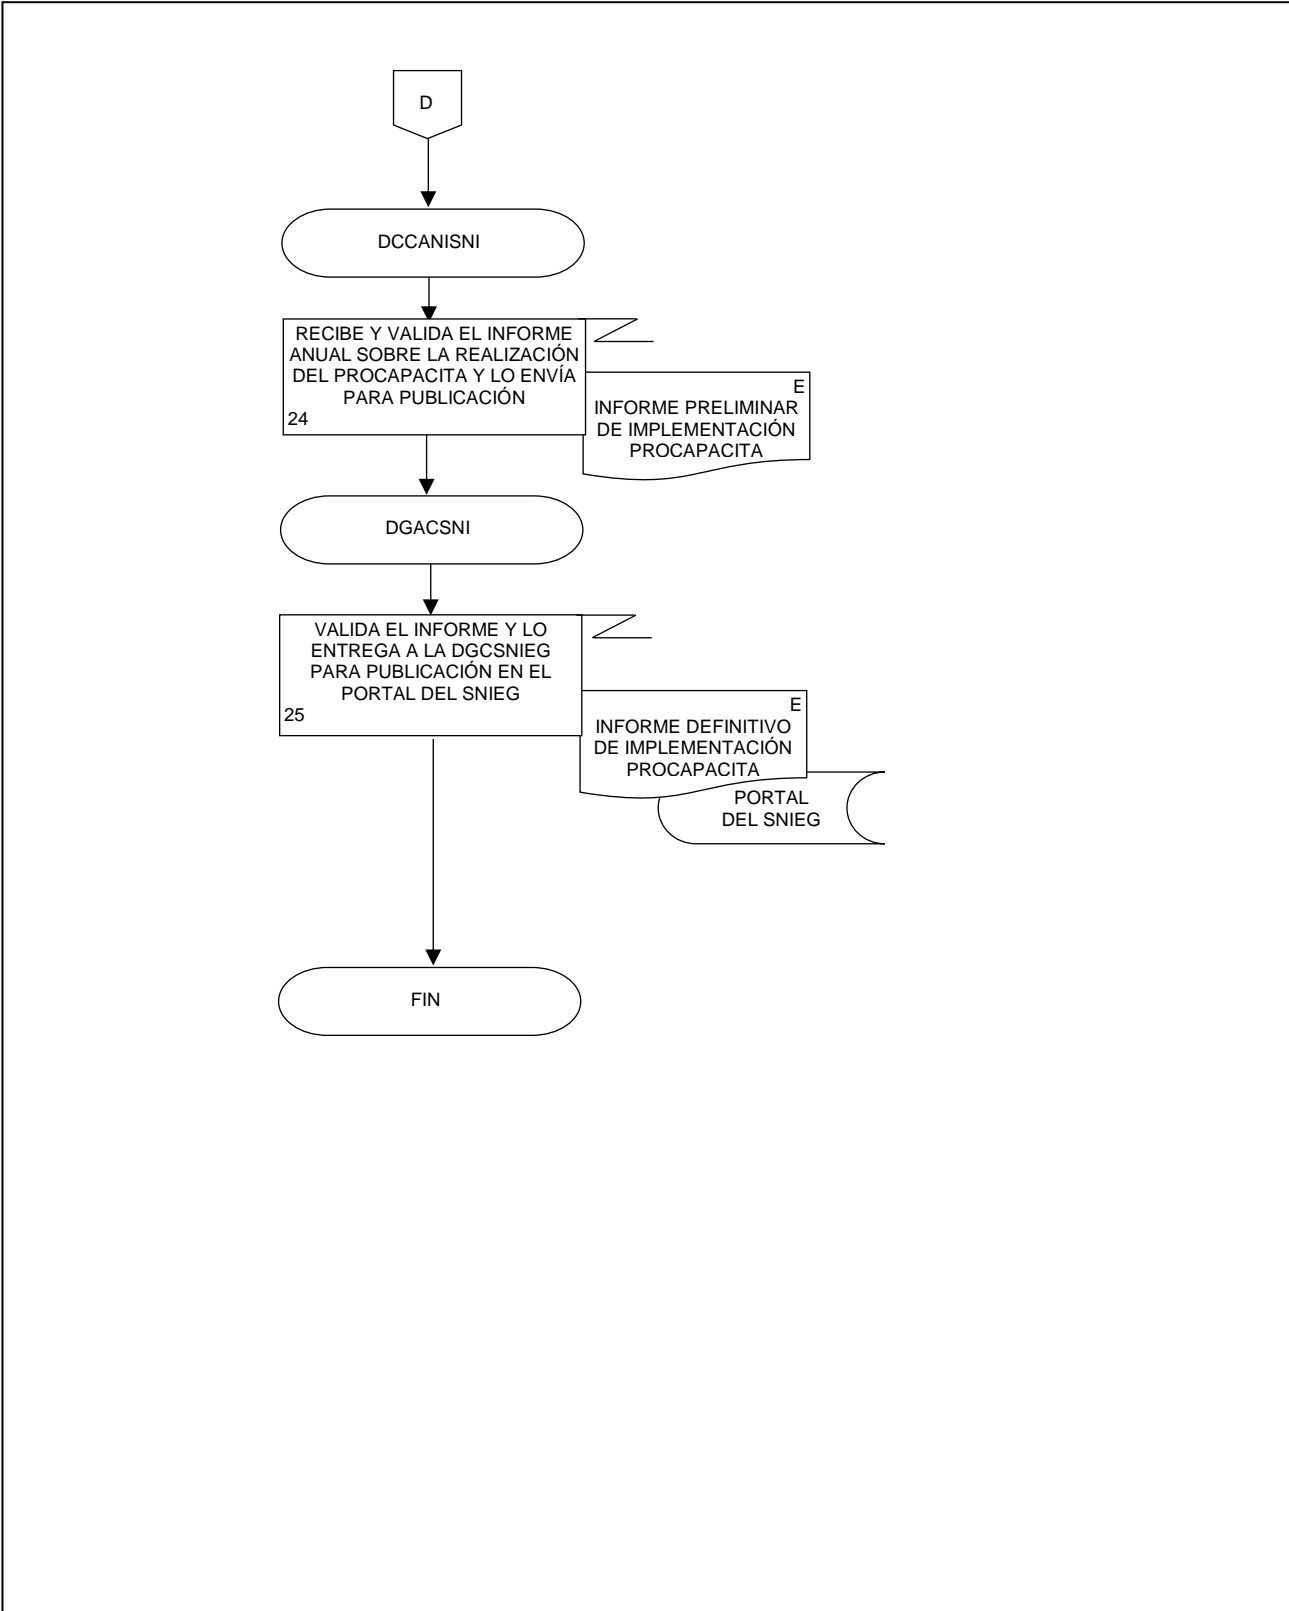 D
DCCANISNI
RECIBE Y VALIDA EL INFORME
ANUAL SOBRE LA REALIZACIÓN
DEL PROCAPACITA Y LO ENVÍA
PARA PUBLICACIÓN
24
E
INFORME PRELIMINAR
DE IMPLEMENTACIÓN
PROCAPACITA
DGACSNI
VALIDA EL INFORME Y LO
ENTREGA A LA DGCSNIEG
PARA PUBLICACIÓN EN EL
PORTAL DEL SNIEG
25
E
INFORME DEFINITIVO
DE IMPLEMENTACIÓN
PROCAPACITA
PORTAL
DEL SNIEG
FIN